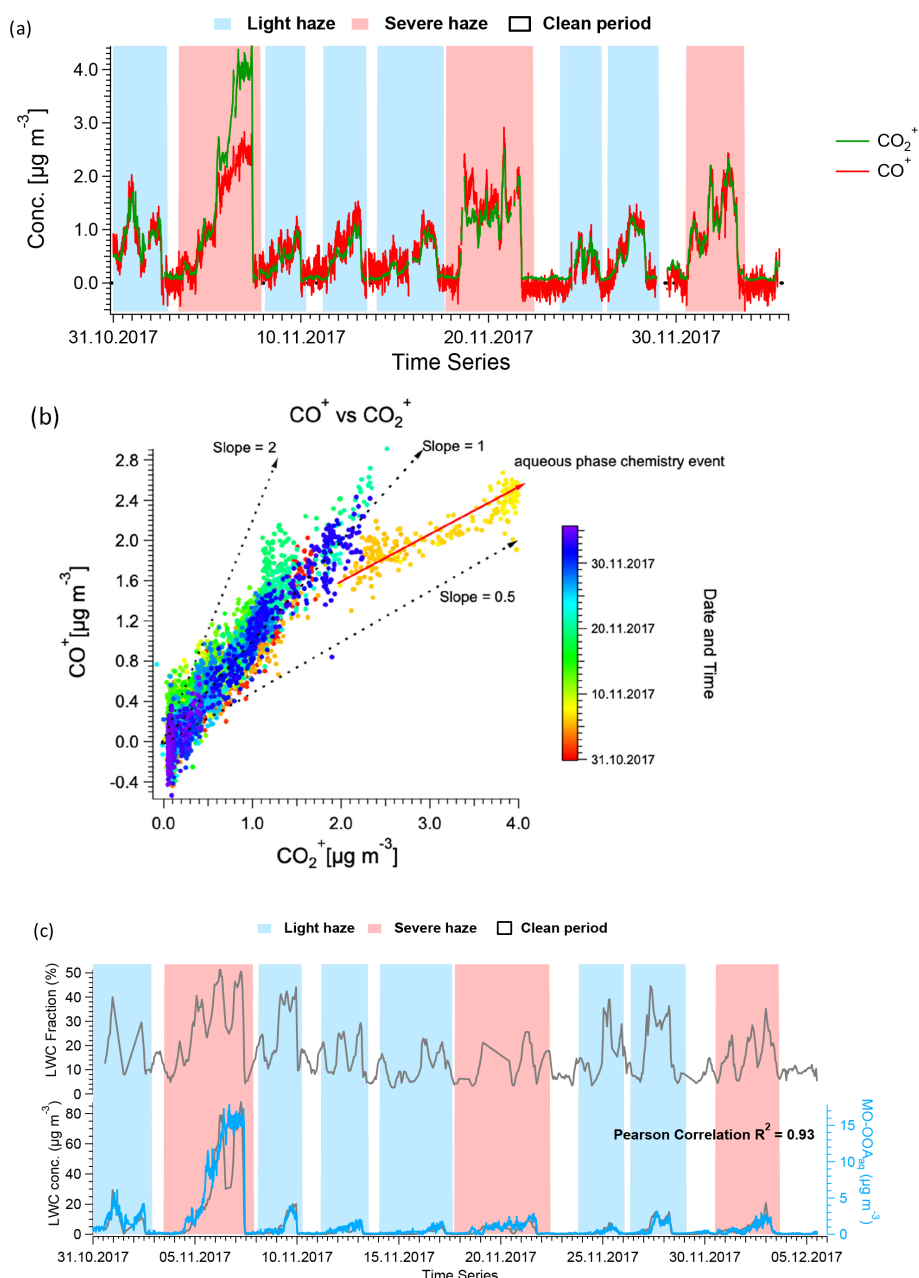 (a)
Light haze Severe haze Clean period
4.0
3.0
2.0
1.0
0.0
Conc. [µg m⁻³]
CO₂⁺
CO⁺
31.10.2017 10.11.2017 20.11.2017 30.11.2017
Time Series
(b)
CO⁺ vs CO₂⁺
Slope = 2
Slope = 1
aqueous phase chemistry event
Slope = 0.5
2.8
2.4
2.0
1.6
1.2
0.8
0.4
0.0
-0.4
CO⁺[µg m⁻³]
0.0 1.0 2.0 3.0 4.0
CO₂⁺[µg m⁻³]
30.11.2017
20.11.2017
10.11.2017
31.10.2017
Date and Time
(c)
Light haze Severe haze Clean period
50
40
30
20
10
0
LWC Fraction (%)
80
60
40
20
0
LWC conc. (µg m⁻³)
Pearson Correlation R² = 0.93
15
10
5
0
MO-OOAaq (µg m⁻³)
31.10.2017 05.11.2017 10.11.2017 15.11.2017 20.11.2017 25.11.2017 30.11.2017 05.12.2017
Time Series